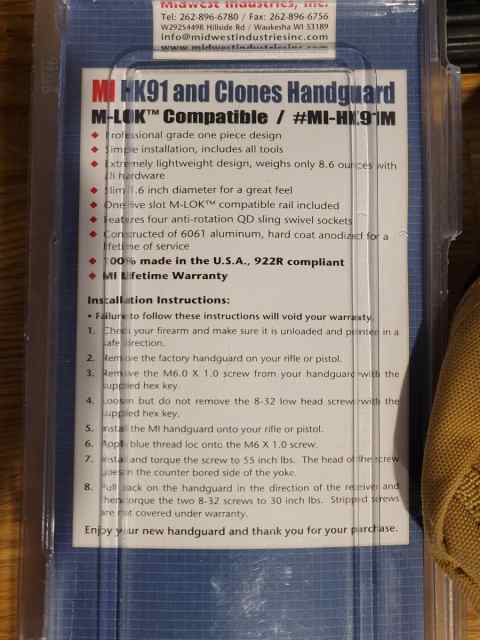 Midwest Industries, Inc.
Tel: 262-896-6780 / Fax: 262-896-6756
W292S4498 Hillside Rd / Waukesha WI 53189
info@midwestindustriesinc.com
www.midwestindustriesinc.com
MI HK91 and Clones Handguard
M-LOK™ Compatible / #MI-HK91M
◆ Professional grade one piece design
◆ Simple installation, includes all tools
◆ Extremely lightweight design, weighs only 8.6 ounces with
all hardware
◆ Slim 1.6 inch diameter for a great feel
◆ One five slot M-LOK™ compatible rail included
◆ Features four anti-rotation QD sling swivel sockets
◆ Constructed of 6061 aluminum, hard coat anodized for a
lifetime of service
◆ 100% made in the U.S.A., 922R compliant
◆ MI Lifetime Warranty
Installation Instructions:
• Failure to follow these instructions will void your warranty.
1. Check your firearm and make sure it is unloaded and pointed in a
safe direction.
2. Remove the factory handguard on your rifle or pistol.
3. Remove the M6.0 X 1.0 screw from your handguard with the
supplied hex key.
4. Loosen but do not remove the 8-32 low head screw with the
supplied hex key.
5. Install the MI handguard onto your rifle or pistol.
6. Apply blue thread loc onto the M6 X 1.0 screw.
7. Install and torque the screw to 55 inch lbs. The head of the screw
goes in the counter bored side of the yoke.
8. Pull back on the handguard in the direction of the receiver and
then torque the two 8-32 screws to 30 inch lbs. Stripped screws
are not covered under warranty.
Enjoy your new handguard and thank you for your purchase.